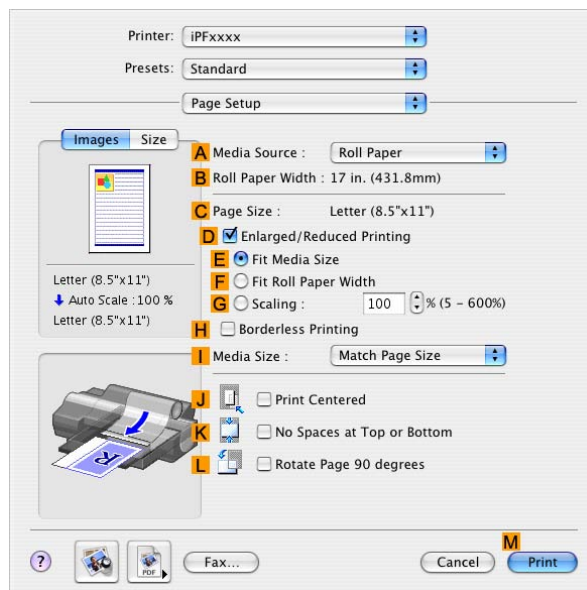 Printer: iPFxxxx
Presets: Standard
Page Setup
Images Size
A Media Source : Roll Paper
B Roll Paper Width : 17 in. (431.8mm)
C Page Size : Letter (8.5"x11")
D Enlarged/Reduced Printing
E Fit Media Size
F Fit Roll Paper Width
G Scaling : 100 % (5 - 600%)
H Borderless Printing
I Media Size : Match Page Size
Letter (8.5"x11")
Auto Scale :100 %
Letter (8.5"x11")
J Print Centered
K No Spaces at Top or Bottom
L Rotate Page 90 degrees
R
M
? PDF Fax... Cancel Print